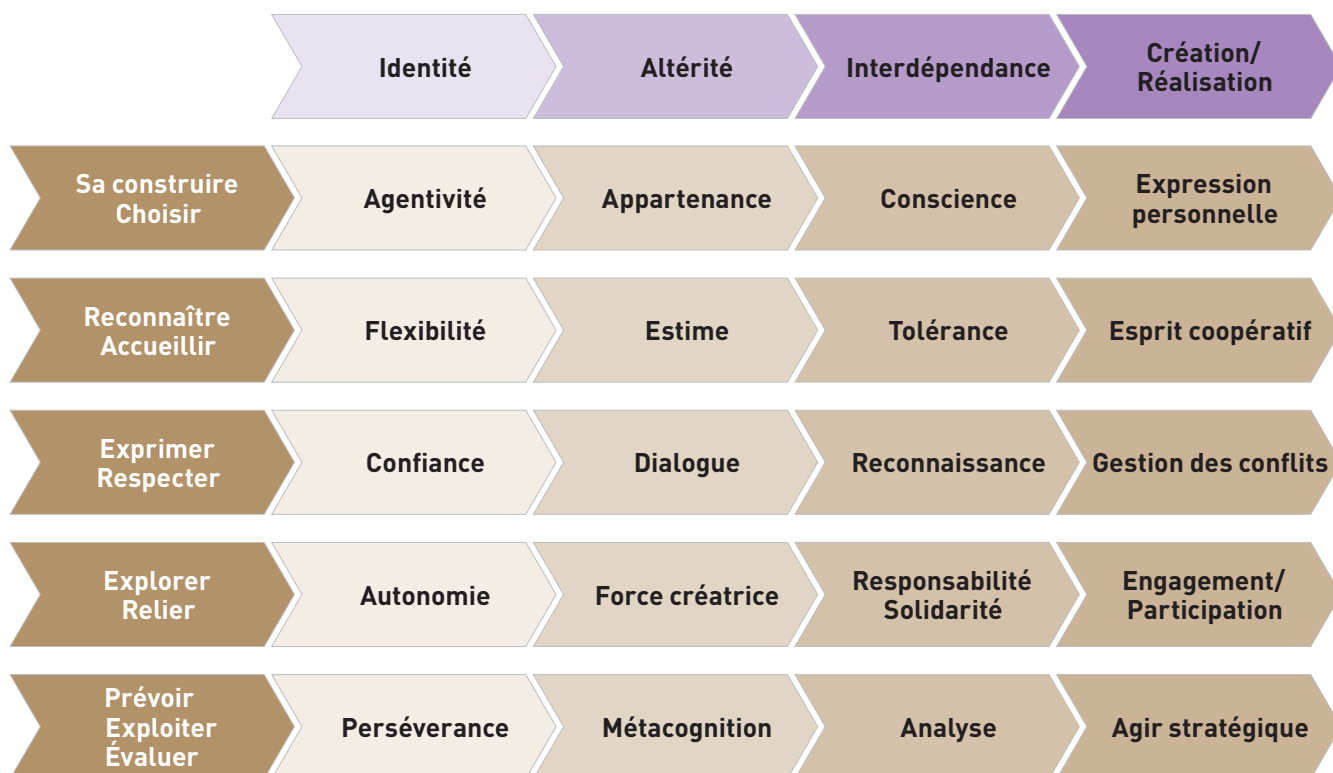 Identité
Altérité
Interdépendance
Création/
Réalisation
Sa construire
Choisir
Agentivité
Appartenance
Conscience
Expression
personnelle
Reconnaître
Accueillir
Flexibilité
Estime
Tolérance
Esprit coopératif
Exprimer
Respecter
Confiance
Dialogue
Reconnaissance
Gestion des conflits
Explorer
Relier
Autonomie
Force créatrice
Responsabilité
Solidarité
Engagement/
Participation
Prévoir
Exploiter
Évaluer
Persévérance
Métacognition
Analyse
Agir stratégique